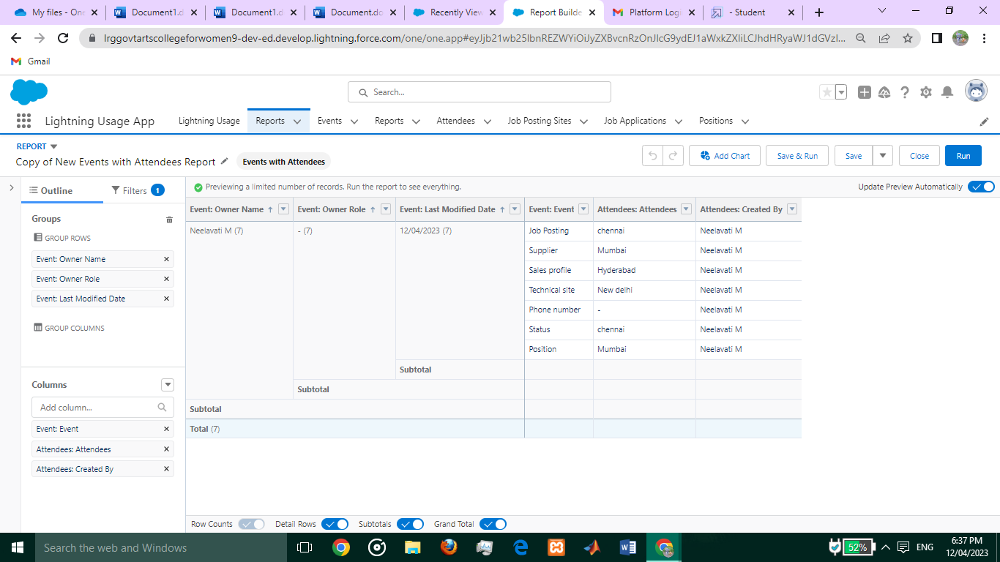 My files - One
Document1.d
Document1.d
Document.do
Recently View
Report Builde
Platform Logi
- Student
lrggovtartscollegeforwomen9-dev-ed.develop.lightning.force.com/one/one.app#eyJjb21wb25lbnREZWYiOiJyZXBvcnRzOnJlcG9ydEJ1aWxkZXIiLCJhdHRyaWJ1dGVzI...
Gmail
Search...
Lightning Usage App
Lightning Usage
Reports
Events
Reports
Attendees
Job Posting Sites
Job Applications
Positions
REPORT
Copy of New Events with Attendees Report
Events with Attendees
Add Chart
Save & Run
Save
Close
Run
Outline
Filters 1
Previewing a limited number of records. Run the report to see everything.
Update Preview Automatically
Groups
GROUP ROWS
Event: Owner Name
Event: Owner Role
Event: Last Modified Date
GROUP COLUMNS
Columns
Add column...
Event: Event
Attendees: Attendees
Attendees: Created By
Event: Owner Name
Event: Owner Role
Event: Last Modified Date
Event: Event
Attendees: Attendees
Attendees: Created By
Neelavati M (7)
- (7)
12/04/2023 (7)
Job Posting
chennai
Neelavati M
Supplier
Mumbai
Neelavati M
Sales profile
Hyderabad
Neelavati M
Technical site
New delhi
Neelavati M
Phone number
-
Neelavati M
Status
chennai
Neelavati M
Position
Mumbai
Neelavati M
Subtotal
Subtotal
Subtotal
Total (7)
Row Counts
Detail Rows
Subtotals
Grand Total
Search the web and Windows
52%
ENG
6:37 PM
12/04/2023